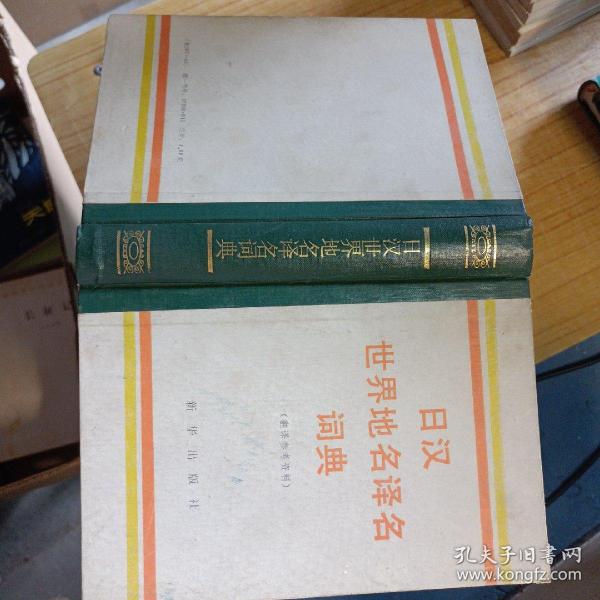 日汉
世界地名译名
词典
(翻译参考资料)
新华出版社
日汉世界地名译名词典
孔夫子旧书网
www.kongfz.com